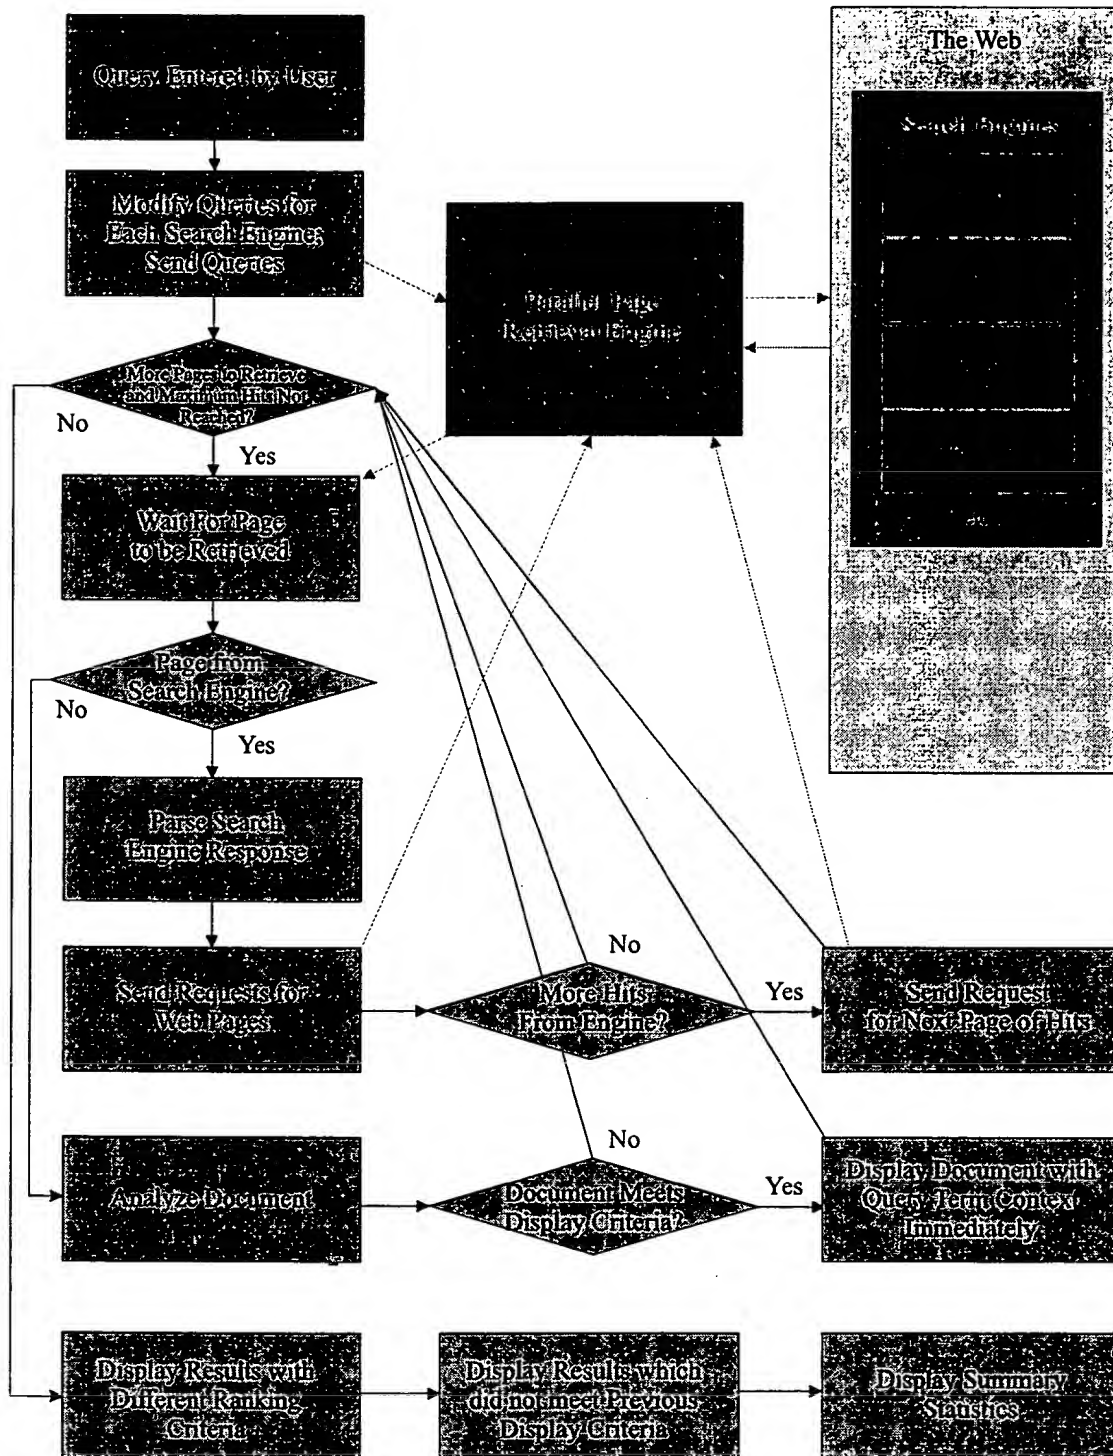 Query Entered by User
The Web
Search Engines
Modify Queries for
Each Search Engine;
Send Queries
Parallel Page
Retrieval Engine
More Pages to Retrieve
and Maximum Hits Not
Reached?
No
Yes
Wait For Page
to be Retrieved
Page from
Search Engine?
No
Yes
Parse Search
Engine Response
Send Requests for
Web Pages
No
More Hits
From Engine?
Yes
Send Request
for Next Page of Hits
Analyze Document
No
Document Meets
Display Criteria?
Yes
Display Document with
Query Term Context
Immediately
Display Results with
Different Ranking
Criteria
Display Results which
did not meet Previous
Display Criteria
Display Summary
Statistics